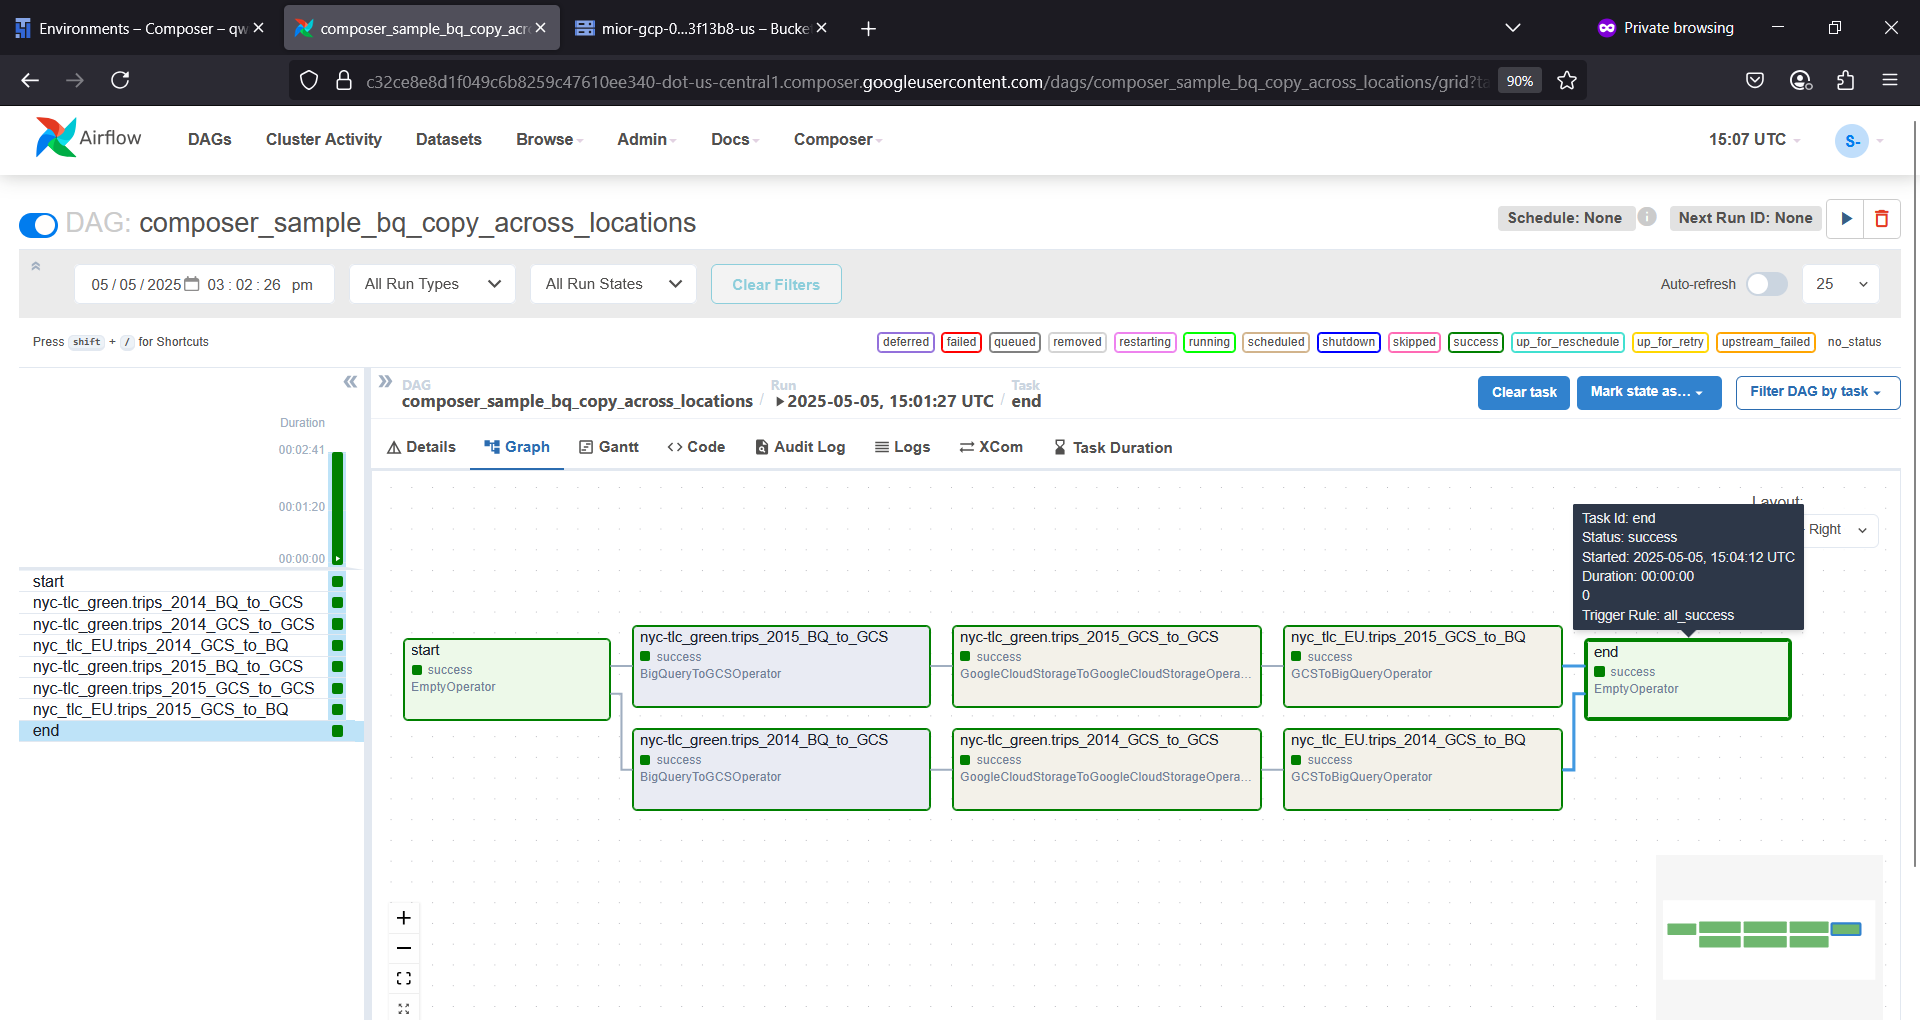 Environments – Composer – qw
composer_sample_bq_copy_acr
mior-gcp-0...3f13b8-us – Bucke
Private browsing
c32ce8e8d1f049c6b8259c47610ee340-dot-us-central1.composer.googleusercontent.com/dags/composer_sample_bq_copy_across_locations/grid?ta
90%
Airflow
DAGs
Cluster Activity
Datasets
Browse
Admin
Docs
Composer
15:07 UTC
S-
DAG: composer_sample_bq_copy_across_locations
Schedule: None
Next Run ID: None
05/05/2025 03:02:26 pm
All Run Types
All Run States
Clear Filters
Auto-refresh
25
Press shift + / for Shortcuts
deferred
failed
queued
removed
restarting
running
scheduled
shutdown
skipped
success
up_for_reschedule
up_for_retry
upstream_failed
no_status
DAG
composer_sample_bq_copy_across_locations
/
Run
2025-05-05, 15:01:27 UTC
/
Task
end
Clear task
Mark state as...
Filter DAG by task
Duration
00:02:41
00:01:20
00:00:00
start
nyc-tlc_green.trips_2014_BQ_to_GCS
nyc-tlc_green.trips_2014_GCS_to_GCS
nyc_tlc_EU.trips_2014_GCS_to_BQ
nyc-tlc_green.trips_2015_BQ_to_GCS
nyc-tlc_green.trips_2015_GCS_to_GCS
nyc_tlc_EU.trips_2015_GCS_to_BQ
end
Details
Graph
Gantt
Code
Audit Log
Logs
XCom
Task Duration
Layout:
Right
Task Id: end
Status: success
Started: 2025-05-05, 15:04:12 UTC
Duration: 00:00:00
0
Trigger Rule: all_success
start
success
EmptyOperator
nyc-tlc_green.trips_2015_BQ_to_GCS
success
BigQueryToGCSOperator
nyc-tlc_green.trips_2015_GCS_to_GCS
success
GoogleCloudStorageToGoogleCloudStorageOpera...
nyc_tlc_EU.trips_2015_GCS_to_BQ
success
GCSToBigQueryOperator
end
success
EmptyOperator
nyc-tlc_green.trips_2014_BQ_to_GCS
success
BigQueryToGCSOperator
nyc-tlc_green.trips_2014_GCS_to_GCS
success
GoogleCloudStorageToGoogleCloudStorageOpera...
nyc_tlc_EU.trips_2014_GCS_to_BQ
success
GCSToBigQueryOperator